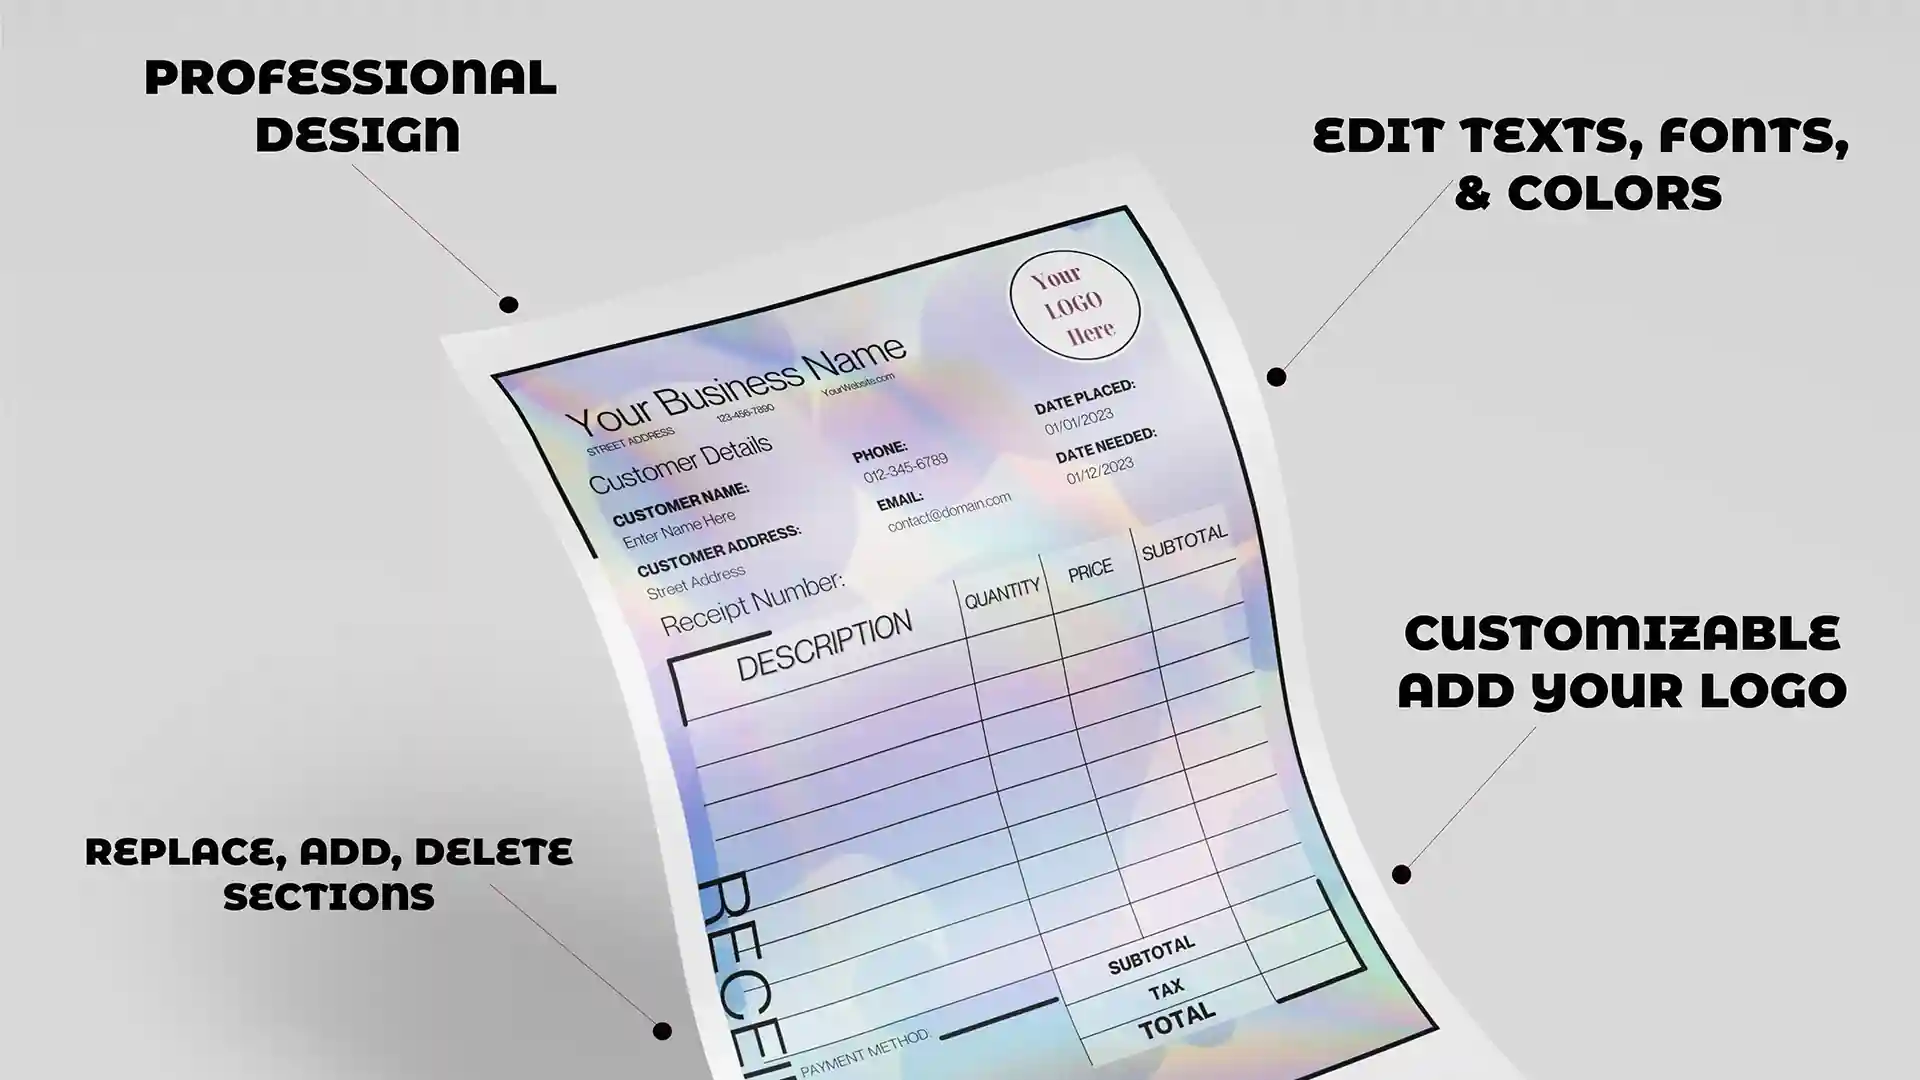 PROFESSIONAL
DESIGN
EDIT TEXTS, FONTS,
& COLORS
Your
LOGO
Here
Your Business Name
STREET ADDRESS 123-456-7890 YourWebsite.com
Customer Details
CUSTOMER NAME:
Enter Name Here
CUSTOMER ADDRESS:
Street Address
PHONE:
012-345-6789
EMAIL:
contact@domain.com
DATE PLACED:
01/01/2023
DATE NEEDED:
01/12/2023
Receipt Number:
DESCRIPTION QUANTITY PRICE SUBTOTAL
CUSTOMIZABLE
ADD YOUR LOGO
REPLACE, ADD, DELETE
SECTIONS
SUBTOTAL
TAX
TOTAL
PAYMENT METHOD: